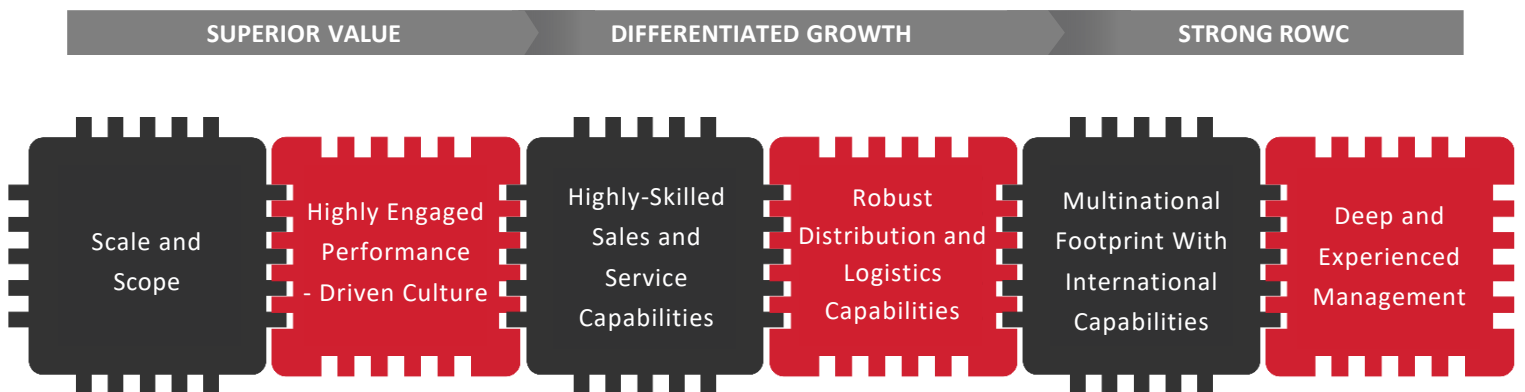 SUPERIOR VALUE
DIFFERENTIATED GROWTH
STRONG ROWC
Scale and
Scope
Highly Engaged
Performance
- Driven Culture
Highly-Skilled
Sales and
Service
Capabilities
Robust
Distribution and
Logistics
Capabilities
Multinational
Footprint With
International
Capabilities
Deep and
Experienced
Management